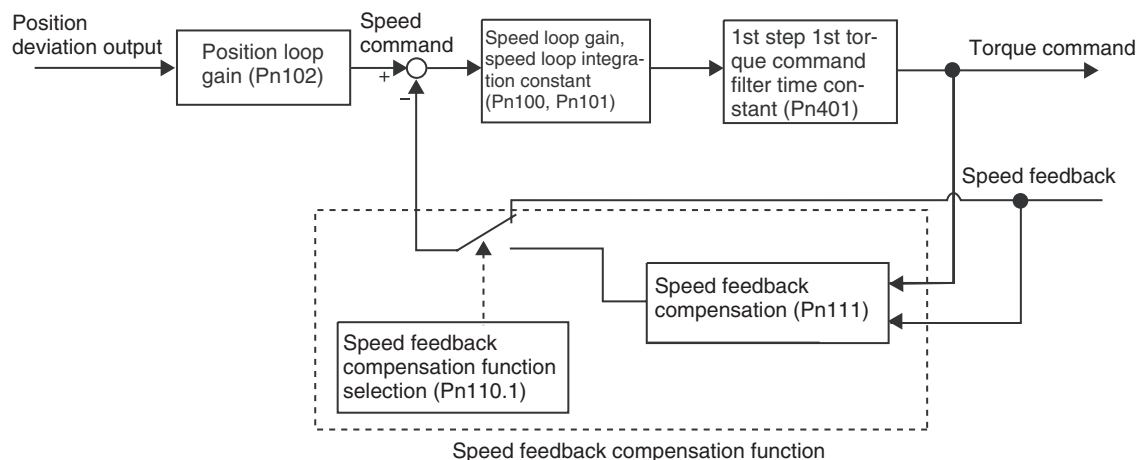 Position
deviation output
Position loop
gain (Pn102)
Speed
command
+
−
Speed loop gain,
speed loop integra-
tion constant
(Pn100, Pn101)
1st step 1st tor-
que command
filter time con-
stant (Pn401)
Torque command
Speed feedback
Speed feedback
compensation (Pn111)
Speed feedback
compensation function
selection (Pn110.1)
Speed feedback compensation function